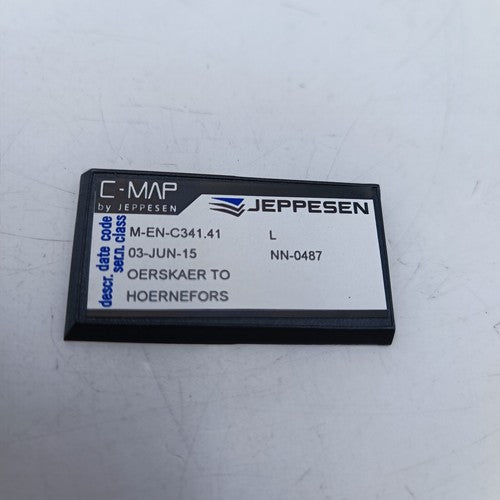 C-MAP
by JEPPESEN
JEPPESEN
descr. date code
ser.n. class
M-EN-C341.41 L
03-JUN-15 NN-0487
OERSKAER TO
HOERNEFORS